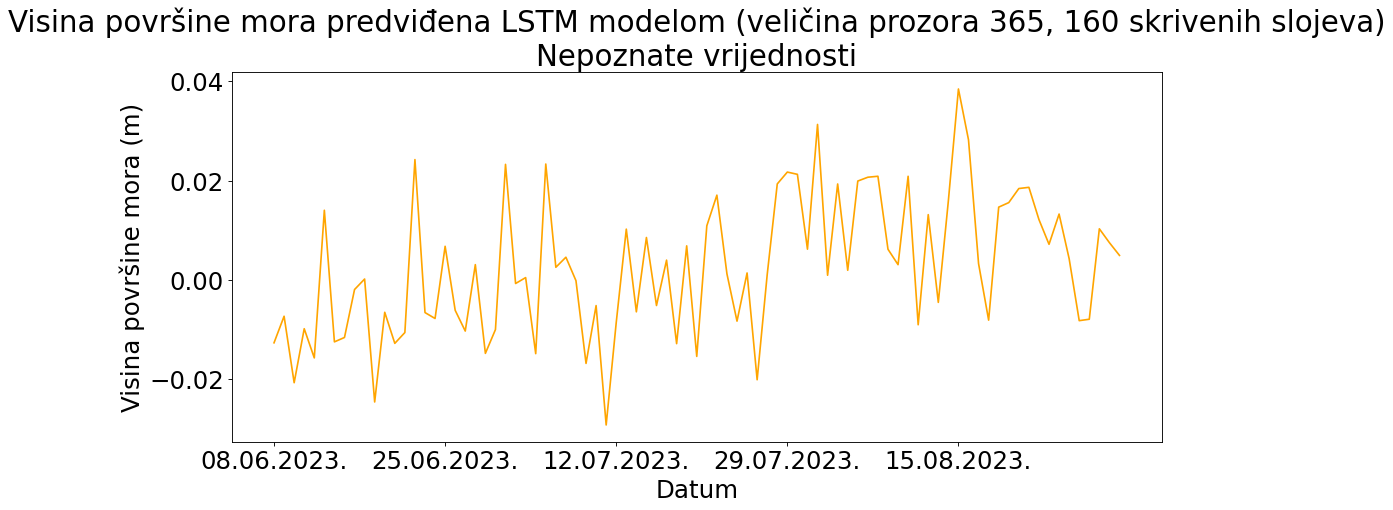 Visina površine mora predviđena LSTM modelom (veličina prozora 365, 160 skrivenih slojeva)
Nepoznate vrijednosti
Visina površine mora (m)
0.04
0.02
0.00
−0.02
08.06.2023. 25.06.2023. 12.07.2023. 29.07.2023. 15.08.2023.
Datum